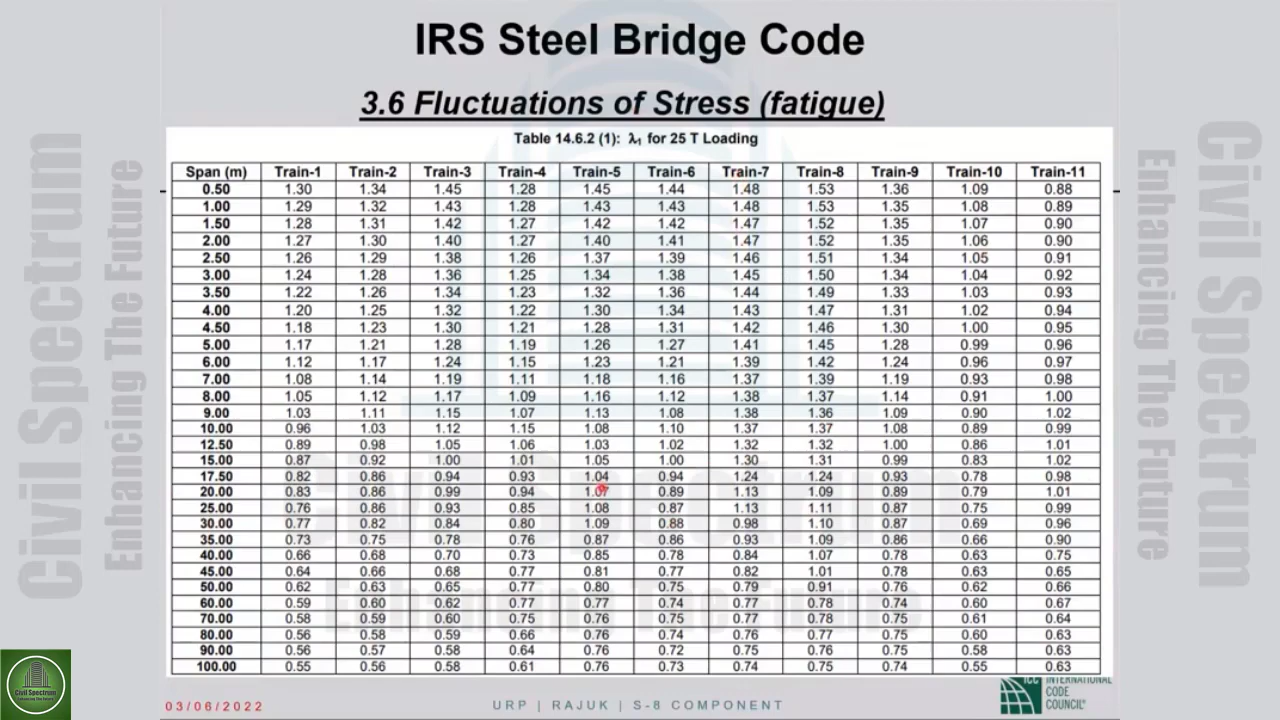 IRS Steel Bridge Code
3.6 Fluctuations of Stress (fatigue)
Table 14.6.2 (1): λ1 for 25 T Loading
Span (m) Train-1 Train-2 Train-3 Train-4 Train-5 Train-6 Train-7 Train-8 Train-9 Train-10 Train-11
0.50 1.30 1.34 1.45 1.28 1.45 1.44 1.48 1.53 1.36 1.09 0.88
1.00 1.29 1.32 1.43 1.28 1.43 1.43 1.48 1.53 1.35 1.08 0.89
1.50 1.28 1.31 1.42 1.27 1.42 1.42 1.47 1.52 1.35 1.07 0.90
2.00 1.27 1.30 1.40 1.27 1.40 1.41 1.47 1.52 1.35 1.06 0.90
2.50 1.26 1.29 1.38 1.26 1.37 1.39 1.46 1.51 1.34 1.05 0.91
3.00 1.24 1.28 1.36 1.25 1.34 1.38 1.45 1.50 1.34 1.04 0.92
3.50 1.22 1.26 1.34 1.23 1.32 1.36 1.44 1.49 1.33 1.03 0.93
4.00 1.20 1.25 1.32 1.22 1.30 1.34 1.43 1.47 1.31 1.02 0.94
4.50 1.18 1.23 1.30 1.21 1.28 1.31 1.42 1.46 1.30 1.00 0.95
5.00 1.17 1.21 1.28 1.19 1.26 1.27 1.41 1.45 1.28 0.99 0.96
6.00 1.12 1.17 1.24 1.15 1.23 1.21 1.39 1.42 1.24 0.96 0.97
7.00 1.08 1.14 1.19 1.11 1.18 1.16 1.37 1.39 1.19 0.93 0.98
8.00 1.05 1.12 1.17 1.09 1.16 1.12 1.38 1.37 1.14 0.91 1.00
9.00 1.03 1.11 1.15 1.07 1.13 1.08 1.38 1.36 1.09 0.90 1.02
10.00 0.96 1.03 1.12 1.15 1.08 1.10 1.37 1.37 1.08 0.89 0.99
12.50 0.89 0.98 1.05 1.06 1.03 1.02 1.32 1.32 1.00 0.86 1.01
15.00 0.87 0.92 1.00 1.01 1.05 1.00 1.30 1.31 0.99 0.83 1.02
17.50 0.82 0.86 0.94 0.93 1.04 0.94 1.24 1.24 0.93 0.78 0.98
20.00 0.83 0.86 0.99 0.94 1.07 0.89 1.13 1.09 0.89 0.79 1.01
25.00 0.76 0.86 0.93 0.85 1.08 0.87 1.13 1.11 0.87 0.75 0.99
30.00 0.77 0.82 0.84 0.80 1.09 0.88 0.98 1.10 0.87 0.69 0.96
35.00 0.73 0.75 0.78 0.76 0.87 0.86 0.93 1.09 0.86 0.66 0.90
40.00 0.66 0.68 0.70 0.73 0.85 0.78 0.84 1.07 0.78 0.63 0.75
45.00 0.64 0.66 0.68 0.77 0.81 0.77 0.82 1.01 0.78 0.63 0.65
50.00 0.62 0.63 0.65 0.77 0.80 0.75 0.79 0.91 0.76 0.62 0.66
60.00 0.59 0.60 0.62 0.77 0.77 0.74 0.77 0.78 0.74 0.60 0.67
70.00 0.58 0.59 0.60 0.75 0.76 0.75 0.77 0.78 0.75 0.61 0.64
80.00 0.56 0.58 0.59 0.66 0.76 0.74 0.76 0.77 0.75 0.60 0.63
90.00 0.56 0.57 0.58 0.64 0.76 0.72 0.75 0.76 0.75 0.58 0.63
100.00 0.55 0.56 0.58 0.61 0.76 0.73 0.74 0.75 0.74 0.55 0.63
03/06/2022
URP | RAJUK | S-8 COMPONENT
ICC INTERNATIONAL
CODE
COUNCIL
Civil Spectrum
Enhancing The Future
Civil Spectrum
Enhancing The Future
Civil Spectrum
Enhancing The Future
Civil Spectrum
Enhancing The Future